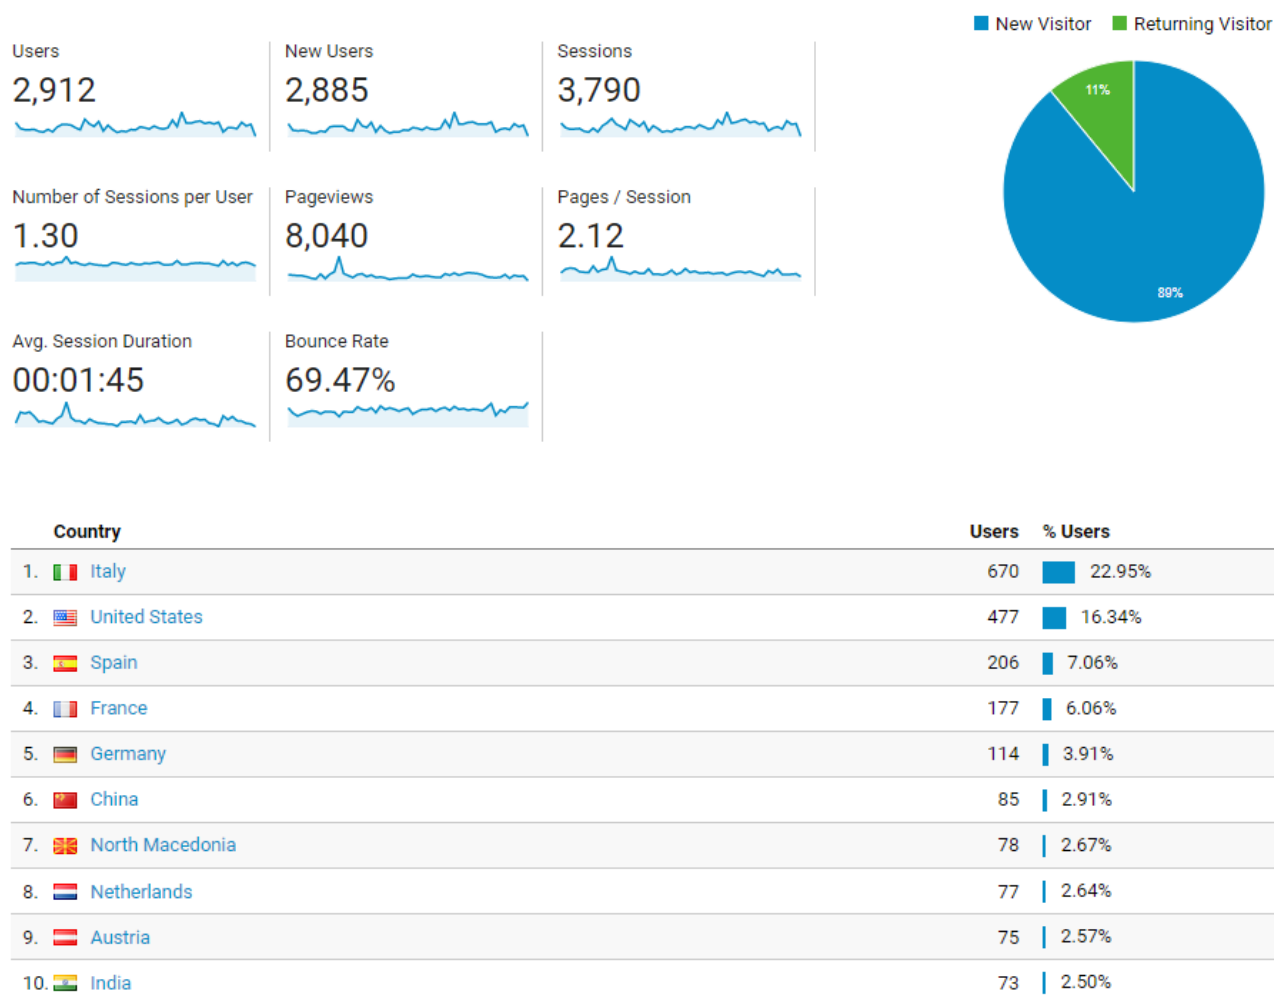 New Visitor Returning Visitor
Users
2,912
New Users
2,885
Sessions
3,790
11%
89%
Number of Sessions per User
1.30
Pageviews
8,040
Pages / Session
2.12
Avg. Session Duration
00:01:45
Bounce Rate
69.47%
Country Users % Users
1. Italy 670 22.95%
2. United States 477 16.34%
3. Spain 206 7.06%
4. France 177 6.06%
5. Germany 114 3.91%
6. China 85 2.91%
7. North Macedonia 78 2.67%
8. Netherlands 77 2.64%
9. Austria 75 2.57%
10. India 73 2.50%